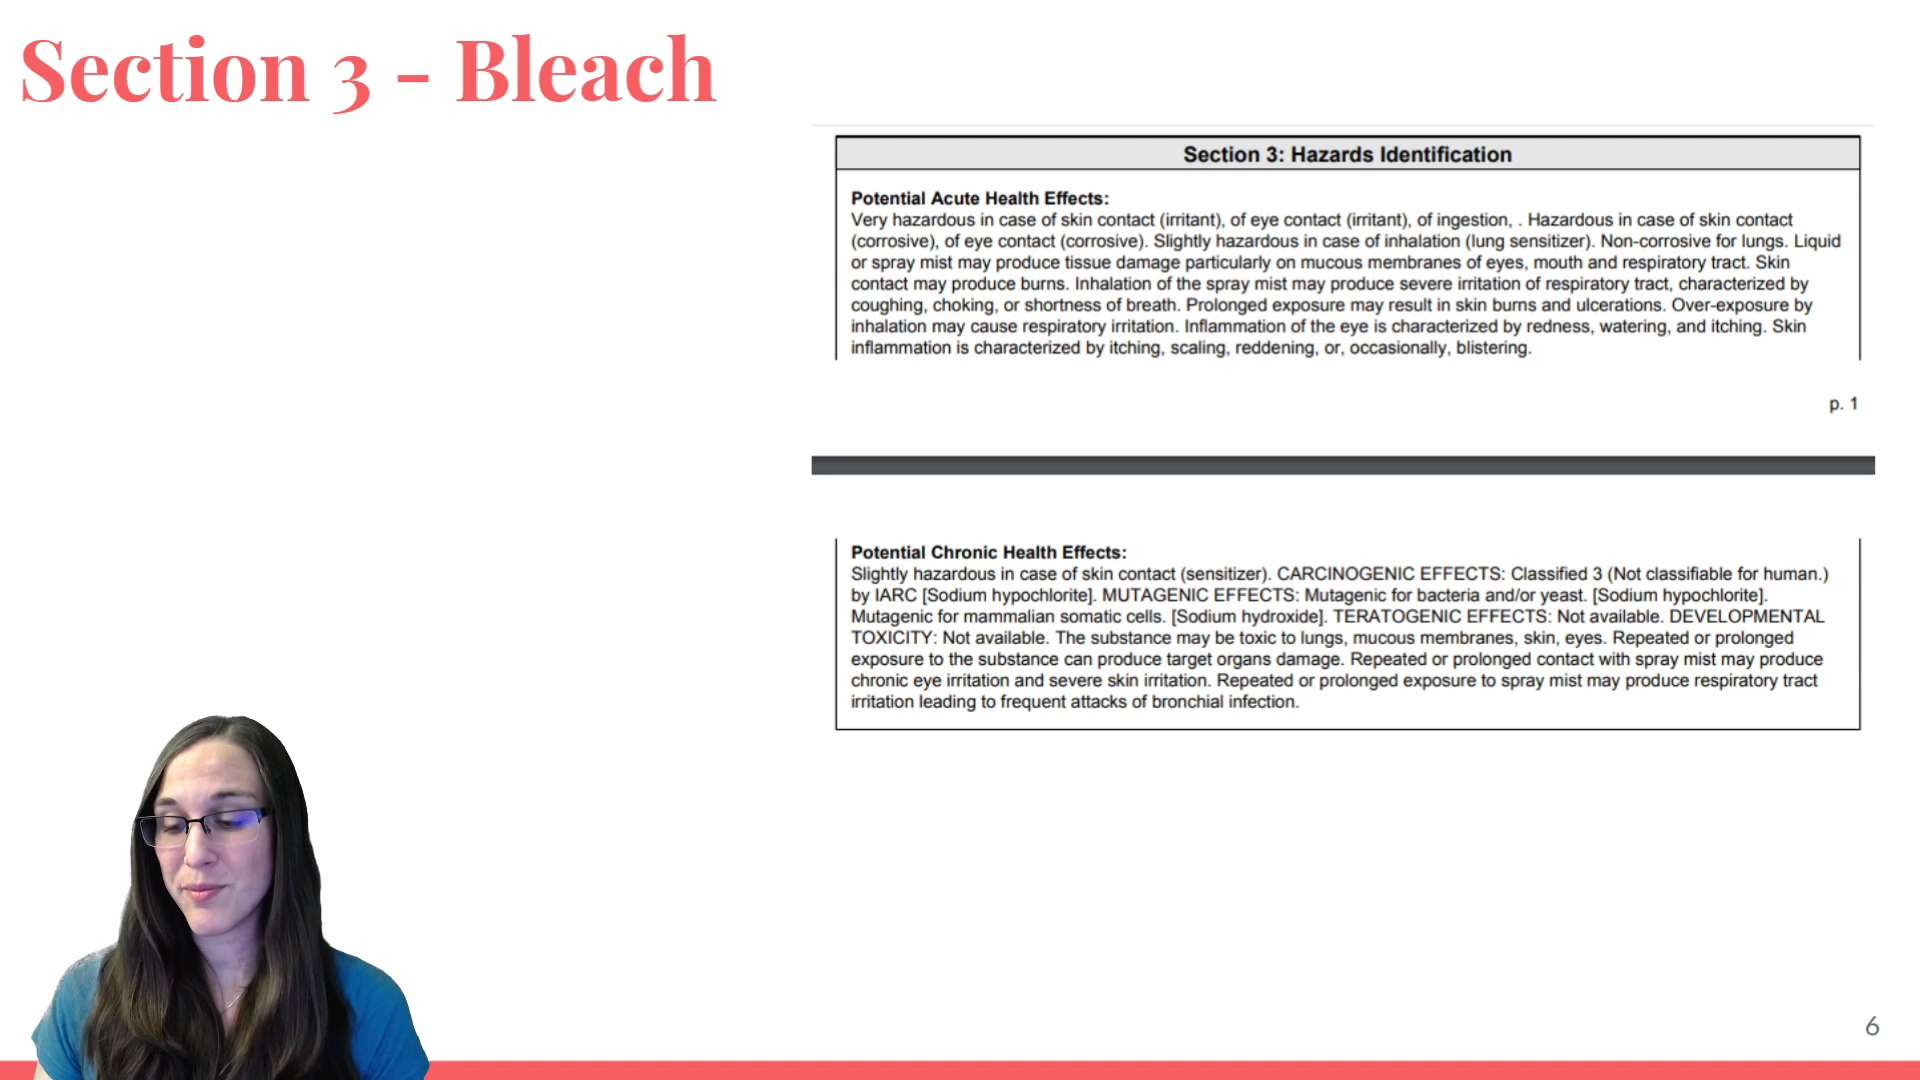 Section 3 - Bleach
Section 3: Hazards Identification
Potential Acute Health Effects:
Very hazardous in case of skin contact (irritant), of eye contact (irritant), of ingestion, . Hazardous in case of skin contact
(corrosive), of eye contact (corrosive). Slightly hazardous in case of inhalation (lung sensitizer). Non-corrosive for lungs. Liquid
or spray mist may produce tissue damage particularly on mucous membranes of eyes, mouth and respiratory tract. Skin
contact may produce burns. Inhalation of the spray mist may produce severe irritation of respiratory tract, characterized by
coughing, choking, or shortness of breath. Prolonged exposure may result in skin burns and ulcerations. Over-exposure by
inhalation may cause respiratory irritation. Inflammation of the eye is characterized by redness, watering, and itching. Skin
inflammation is characterized by itching, scaling, reddening, or, occasionally, blistering.
p. 1
Potential Chronic Health Effects:
Slightly hazardous in case of skin contact (sensitizer). CARCINOGENIC EFFECTS: Classified 3 (Not classifiable for human.)
by IARC [Sodium hypochlorite]. MUTAGENIC EFFECTS: Mutagenic for bacteria and/or yeast. [Sodium hypochlorite].
Mutagenic for mammalian somatic cells. [Sodium hydroxide]. TERATOGENIC EFFECTS: Not available. DEVELOPMENTAL
TOXICITY: Not available. The substance may be toxic to lungs, mucous membranes, skin, eyes. Repeated or prolonged
exposure to the substance can produce target organs damage. Repeated or prolonged contact with spray mist may produce
chronic eye irritation and severe skin irritation. Repeated or prolonged exposure to spray mist may produce respiratory tract
irritation leading to frequent attacks of bronchial infection.
6